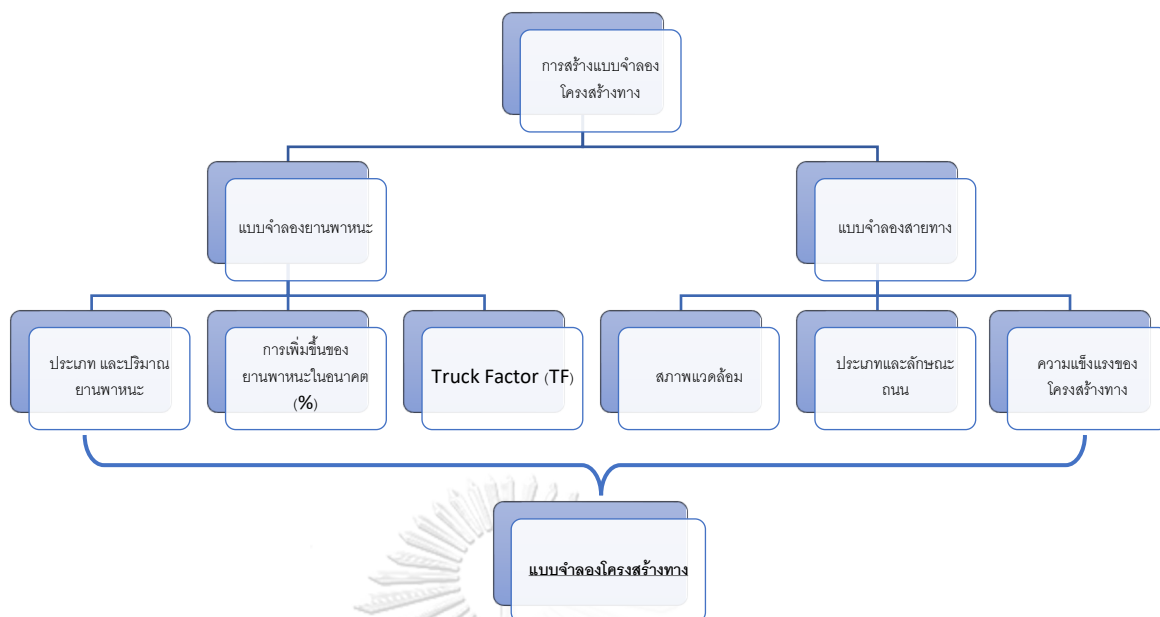 การสร้างแบบจำลอง
โครงสร้างทาง
แบบจำลองยานพาหนะ
แบบจำลองสายทาง
ประเภท และปริมาณ
ยานพาหนะ
การเพิ่มขึ้นของ
ยานพาหนะในอนาคต
(%)
Truck Factor (TF)
สภาพแวดล้อม
ประเภทและลักษณะ
ถนน
ความแข็งแรงของ
โครงสร้างทาง
แบบจำลองโครงสร้างทาง